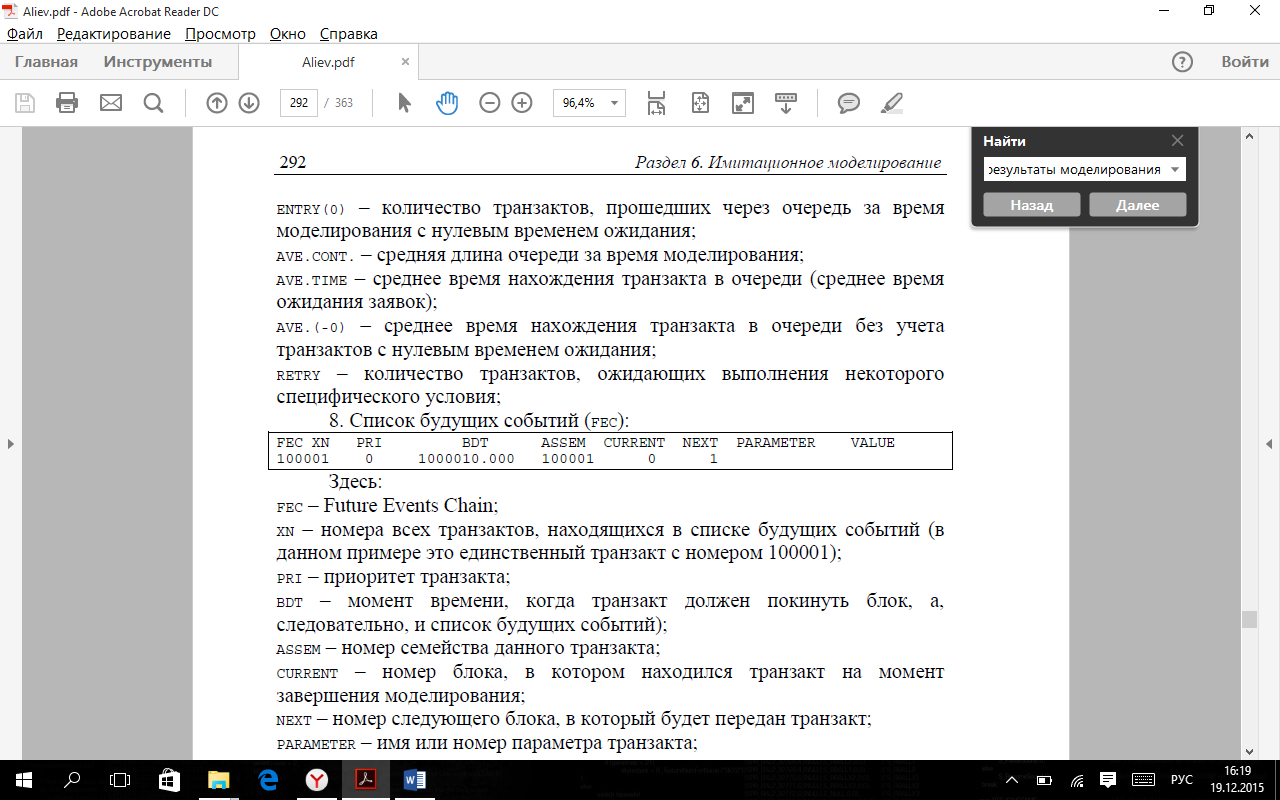 Aliev.pdf - Adobe Acrobat Reader DC
Файл Редактирование Просмотр Окно Справка
Главная Инструменты Aliev.pdf × ? Войти
292 / 363 96,4%
Найти
результаты моделирования
Назад Далее
292 Раздел 6. Имитационное моделирование
ENTRY(0) – количество транзактов, прошедших через очередь за время
моделирования с нулевым временем ожидания;
AVE.CONT. – средняя длина очереди за время моделирования;
AVE.TIME – среднее время нахождения транзакта в очереди (среднее время
ожидания заявок);
AVE.(-0) – среднее время нахождения транзакта в очереди без учета
транзактов с нулевым временем ожидания;
RETRY – количество транзактов, ожидающих выполнения некоторого
специфического условия;
8. Список будущих событий (FEC):
FEC XN PRI BDT ASSEM CURRENT NEXT PARAMETER VALUE
100001 0 1000010.000 100001 0 1
Здесь:
FEC – Future Events Chain;
XN – номера всех транзактов, находящихся в списке будущих событий (в
данном примере это единственный транзакт с номером 100001);
PRI – приоритет транзакта;
BDT – момент времени, когда транзакт должен покинуть блок, а,
следовательно, и список будущих событий);
ASSEM – номер семейства данного транзакта;
CURRENT – номер блока, в котором находился транзакт на момент
завершения моделирования;
NEXT – номер следующего блока, в который будет передан транзакт;
PARAMETER – имя или номер параметра транзакта;
РУС
16:19
19.12.2015